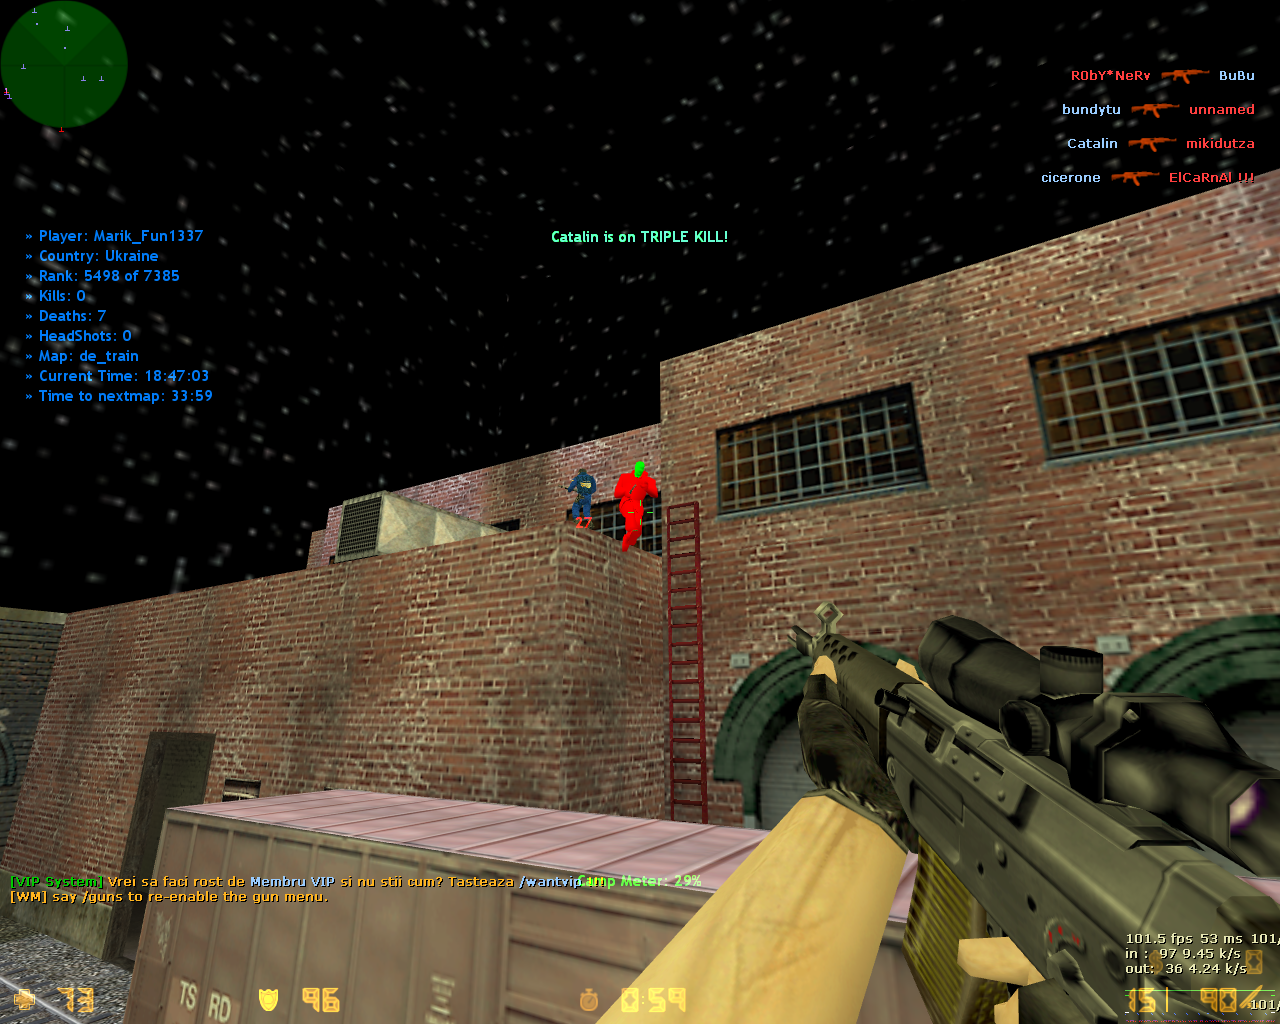 R0bY*NeRv BuBu
bundytu unnamed
Catalin mikidutza
cicerone ElCaRnAl !!!
» Player: Marik_Fun1337
» Country: Ukraine
» Rank: 5498 of 7385
» Kills: 0
» Deaths: 7
» HeadShots: 0
» Map: de_train
» Current Time: 18:47:03
» Time to nextmap: 33:59
Catalin is on TRIPLE KILL!
27
[VIP System] Vrei sa faci rost de Membru VIP si nu stii cum? Tasteaza /wantvip
Camp Meter: 29%
[WM] say /guns to re-enable the gun menu.
TS RD
101.5 fps 53 ms 101/
in : 97 9.45 k/s
out: 36 4.24 k/s
73 96 0:59 15 | 90
101/